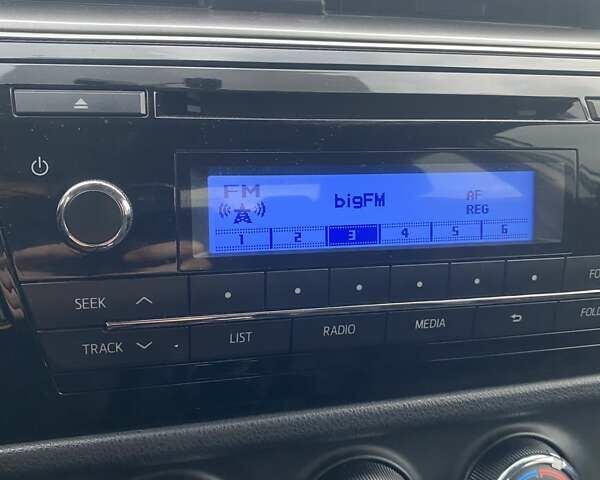 FM
bigFM
AF
REG
1 2 3 4 5 6
SEEK
TRACK
LIST
RADIO
MEDIA